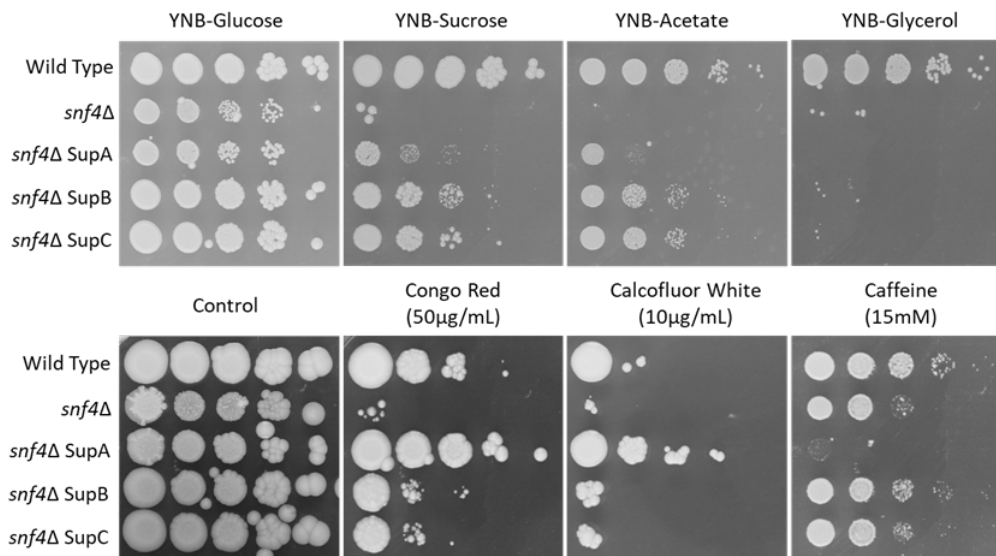 YNB-Glucose YNB-Sucrose YNB-Acetate YNB-Glycerol
Wild Type
snf4Δ
snf4Δ SupA
snf4Δ SupB
snf4Δ SupC
Control Congo Red (50µg/mL) Calcofluor White (10µg/mL) Caffeine (15mM)
Wild Type
snf4Δ
snf4Δ SupA
snf4Δ SupB
snf4Δ SupC